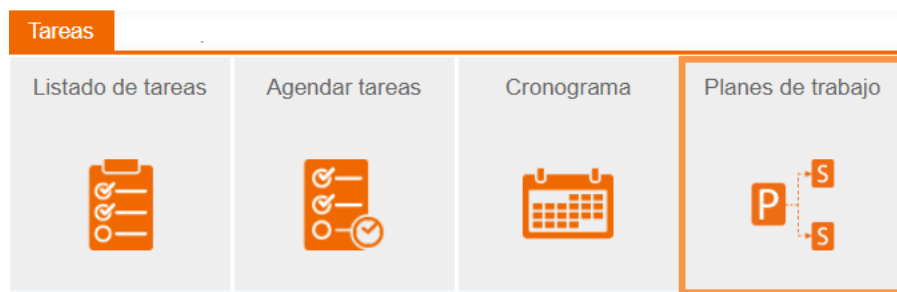 Tareas
Listado de tareas
Agendar tareas
Cronograma
Planes de trabajo
S
P
S